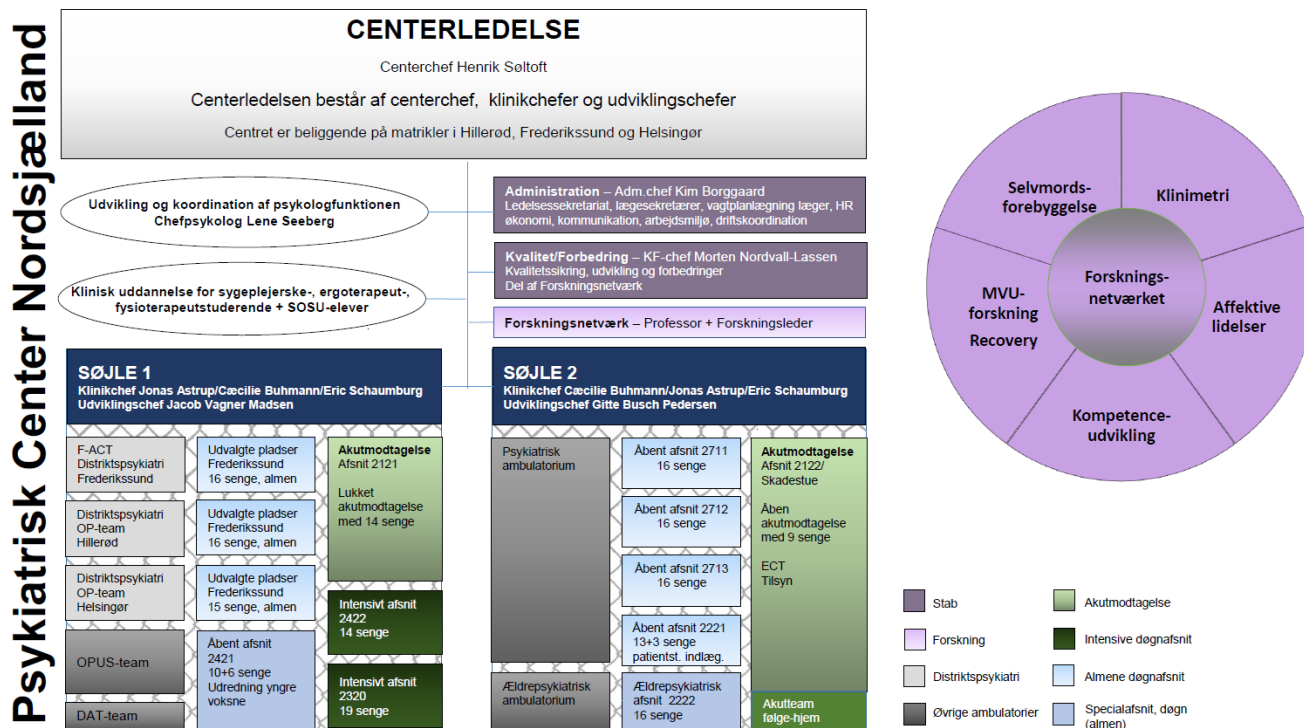 Psykiatrisk Center Nordsjælland
CENTERLEDELSE
Centerchef Henrik Søltoft
Centerledelsen består af centerchef, klinikchefer og udviklingschefer
Centret er beliggende på matrikler i Hillerød, Frederikssund og Helsingør
Udvikling og koordination af psykologfunktionen
Chefpsykolog Lene Seeberg
Klinisk uddannelse for sygeplejerske-, ergoterapeut-,
fysioterapeutstuderende + SOSU-elever
Administration – Adm.chef Kim Borggaard
Ledelsessekretariat, lægesekretærer, vagtplanlægning læger, HR
økonomi, kommunikation, arbejdsmiljø, driftskoordination
Kvalitet/Forbedring – KF-chef Morten Nordvall-Lassen
Kvalitetssikring, udvikling og forbedringer
Del af Forskningsnetværk
Forskningsnetværk – Professor + Forskningsleder
SØJLE 1
Klinikchef Jonas Astrup/Cæcilie Buhmann/Eric Schaumburg
Udviklingschef Jacob Vagner Madsen
F-ACT
Distriktspsykiatri
Frederikssund
Distriktspsykiatri
OP-team
Hillerød
Distriktspsykiatri
OP-team
Helsingør
OPUS-team
DAT-team
Udvalgte pladser
Frederikssund
16 senge, almen
Udvalgte pladser
Frederikssund
16 senge, almen
Udvalgte pladser
Frederikssund
15 senge, almen
Åbent afsnit
2421
10+6 senge
Udredning yngre
voksne
Akutmodtagelse
Afsnit 2121
Lukket
akutmodtagelse
med 14 senge
Intensivt afsnit
2422
14 senge
Intensivt afsnit
2320
19 senge
SØJLE 2
Klinikchef Cæcilie Buhmann/Jonas Astrup/Eric Schaumburg
Udviklingschef Gitte Busch Pedersen
Psykiatrisk
ambulatorium
Ældrepsykiatrisk
ambulatorium
Åbent afsnit 2711
16 senge
Åbent afsnit 2712
16 senge
Åbent afsnit 2713
16 senge
Åbent afsnit 2221
13+3 senge
patientst. indlæg.
Ældrepsykiatrisk
afsnit 2222
16 senge
Akutmodtagelse
Afsnit 2122/
Skadestue
Åben
akutmodtagelse
med 9 senge
ECT
Tilsyn
Akutteam
følge-hjem
Selvmords-
forebyggelse
Klinimetri
Forsknings-
netværket
MVU-
forskning
Recovery
Affektive
lidelser
Kompetence-
udvikling
Stab
Forskning
Distriktspsykiatri
Øvrige ambulatorier
Akutmodtagelse
Intensive døgnafsnit
Almene døgnafsnit
Specialafsnit, døgn
(almen)